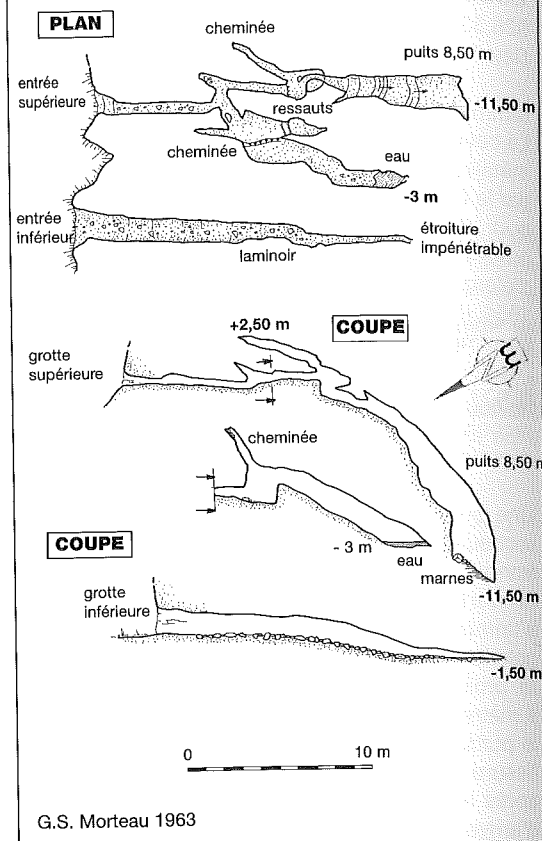 PLAN
cheminée
puits 8,50 m
entrée
supérieure
ressauts
-11,50 m
cheminée
eau
-3 m
entrée
inférieur
laminoir
étroiture
impénétrable
+2,50 m
COUPE
grotte
supérieure
cheminée
puits 8,50 m
- 3 m
eau
marnes
-11,50 m
COUPE
grotte
inférieure
-1,50 m
0
10 m
G.S. Morteau 1963